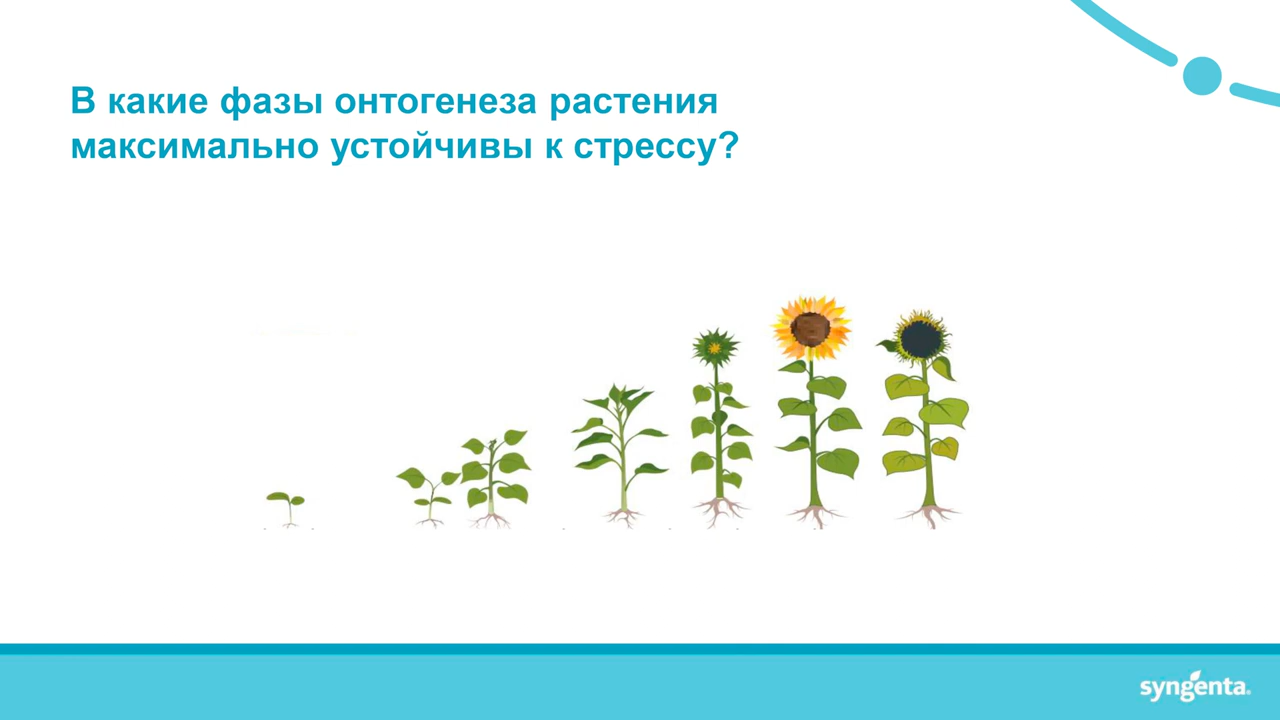 В какие фазы онтогенеза растения
максимально устойчивы к стрессу?
syngenta.